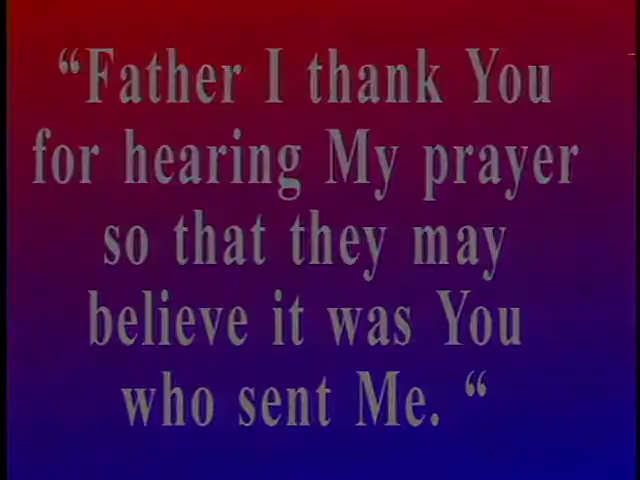 “Father I thank You
for hearing My prayer
so that they may
believe it was You
who sent Me. “